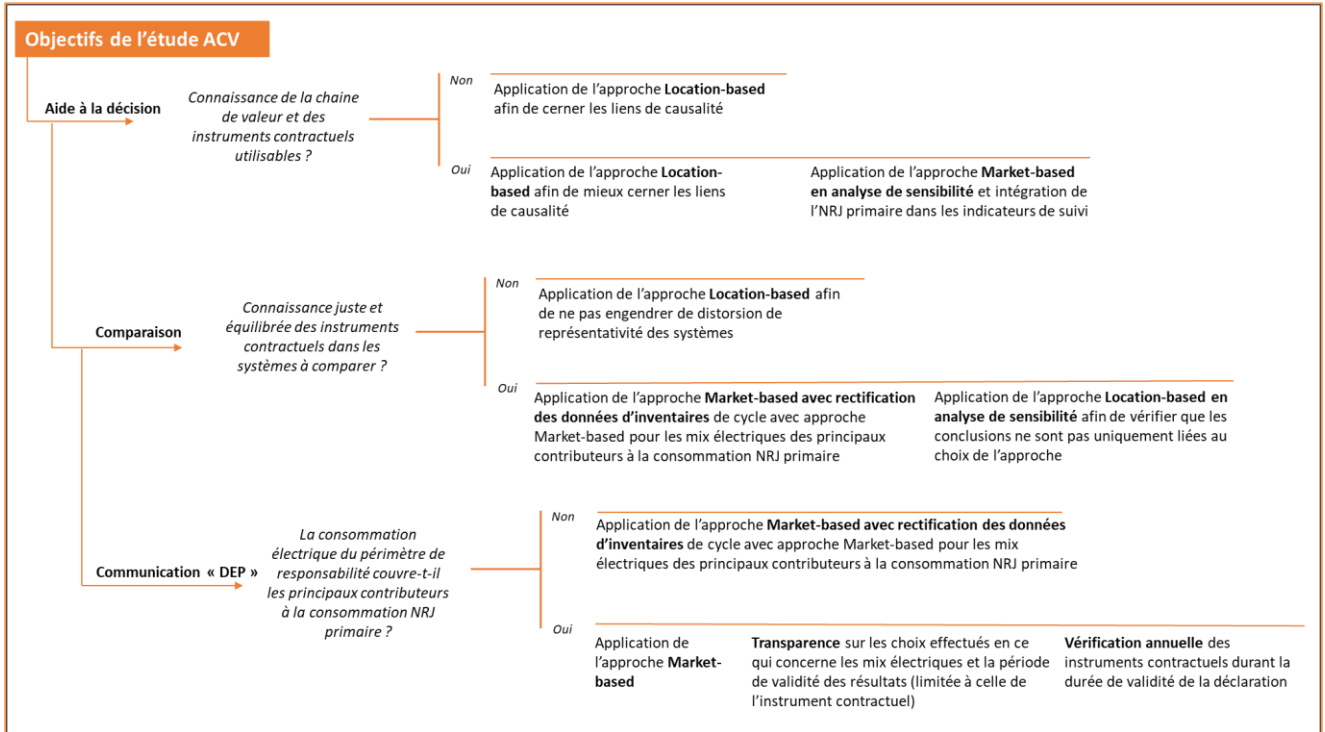 Objectifs de l'étude ACV
Aide à la décision
Connaissance de la chaine
de valeur et des
instruments contractuels
utilisables ?
Non
Application de l'approche Location-based
afin de cerner les liens de causalité
Oui
Application de l'approche Location-
based afin de mieux cerner les liens
de causalité
Application de l'approche Market-based
en analyse de sensibilité et intégration de
l'NRJ primaire dans les indicateurs de suivi
Comparaison
Connaissance juste et
équilibrée des instruments
contractuels dans les
systèmes à comparer ?
Non
Application de l'approche Location-based afin
de ne pas engendrer de distorsion de
représentativité des systèmes
Oui
Application de l'approche Market-based avec rectification
des données d'inventaires de cycle avec approche
Market-based pour les mix électriques des principaux
contributeurs à la consommation NRJ primaire
Application de l'approche Location-based en
analyse de sensibilité afin de vérifier que les
conclusions ne sont pas uniquement liées au
choix de l'approche
Communication « DEP »
La consommation
électrique du périmètre de
responsabilité couvre-t-il
les principaux contributeurs
à la consommation NRJ
primaire ?
Non
Application de l'approche Market-based avec rectification des données
d'inventaires de cycle avec approche Market-based pour les mix
électriques des principaux contributeurs à la consommation NRJ primaire
Oui
Application de
l'approche Market-
based
Transparence sur les choix effectués en ce
qui concerne les mix électriques et la période
de validité des résultats (limitée à celle de
l'instrument contractuel)
Vérification annuelle des
instruments contractuels durant la
durée de validité de la déclaration